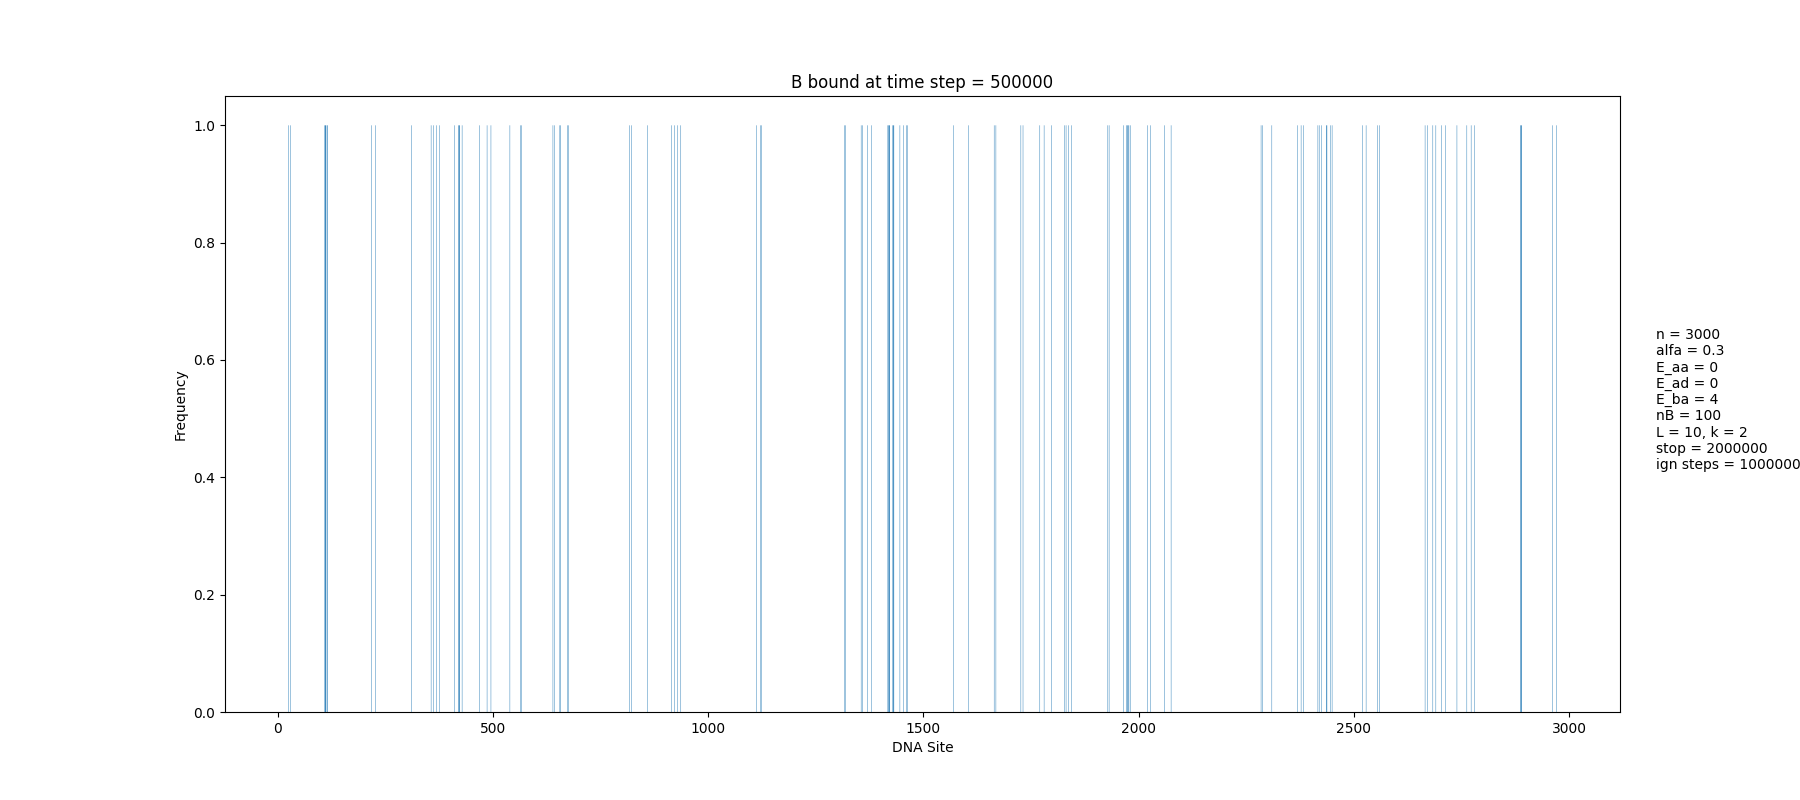 B bound at time step = 500000
1.0
0.8
0.6
0.4
0.2
0.0
Frequency
0 500 1000 1500 2000 2500 3000
DNA Site
n = 3000
alfa = 0.3
E_aa = 0
E_ad = 0
E_ba = 4
nB = 100
L = 10, k = 2
stop = 2000000
ign steps = 1000000